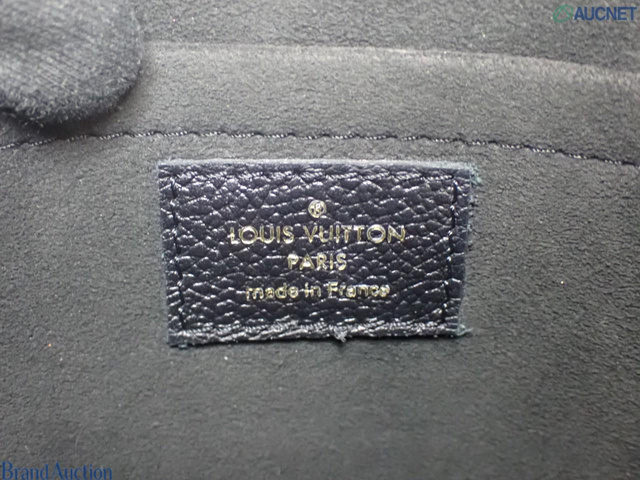 AUCNET
LOUIS VUITTON
PARIS
made in France
Brand Auction